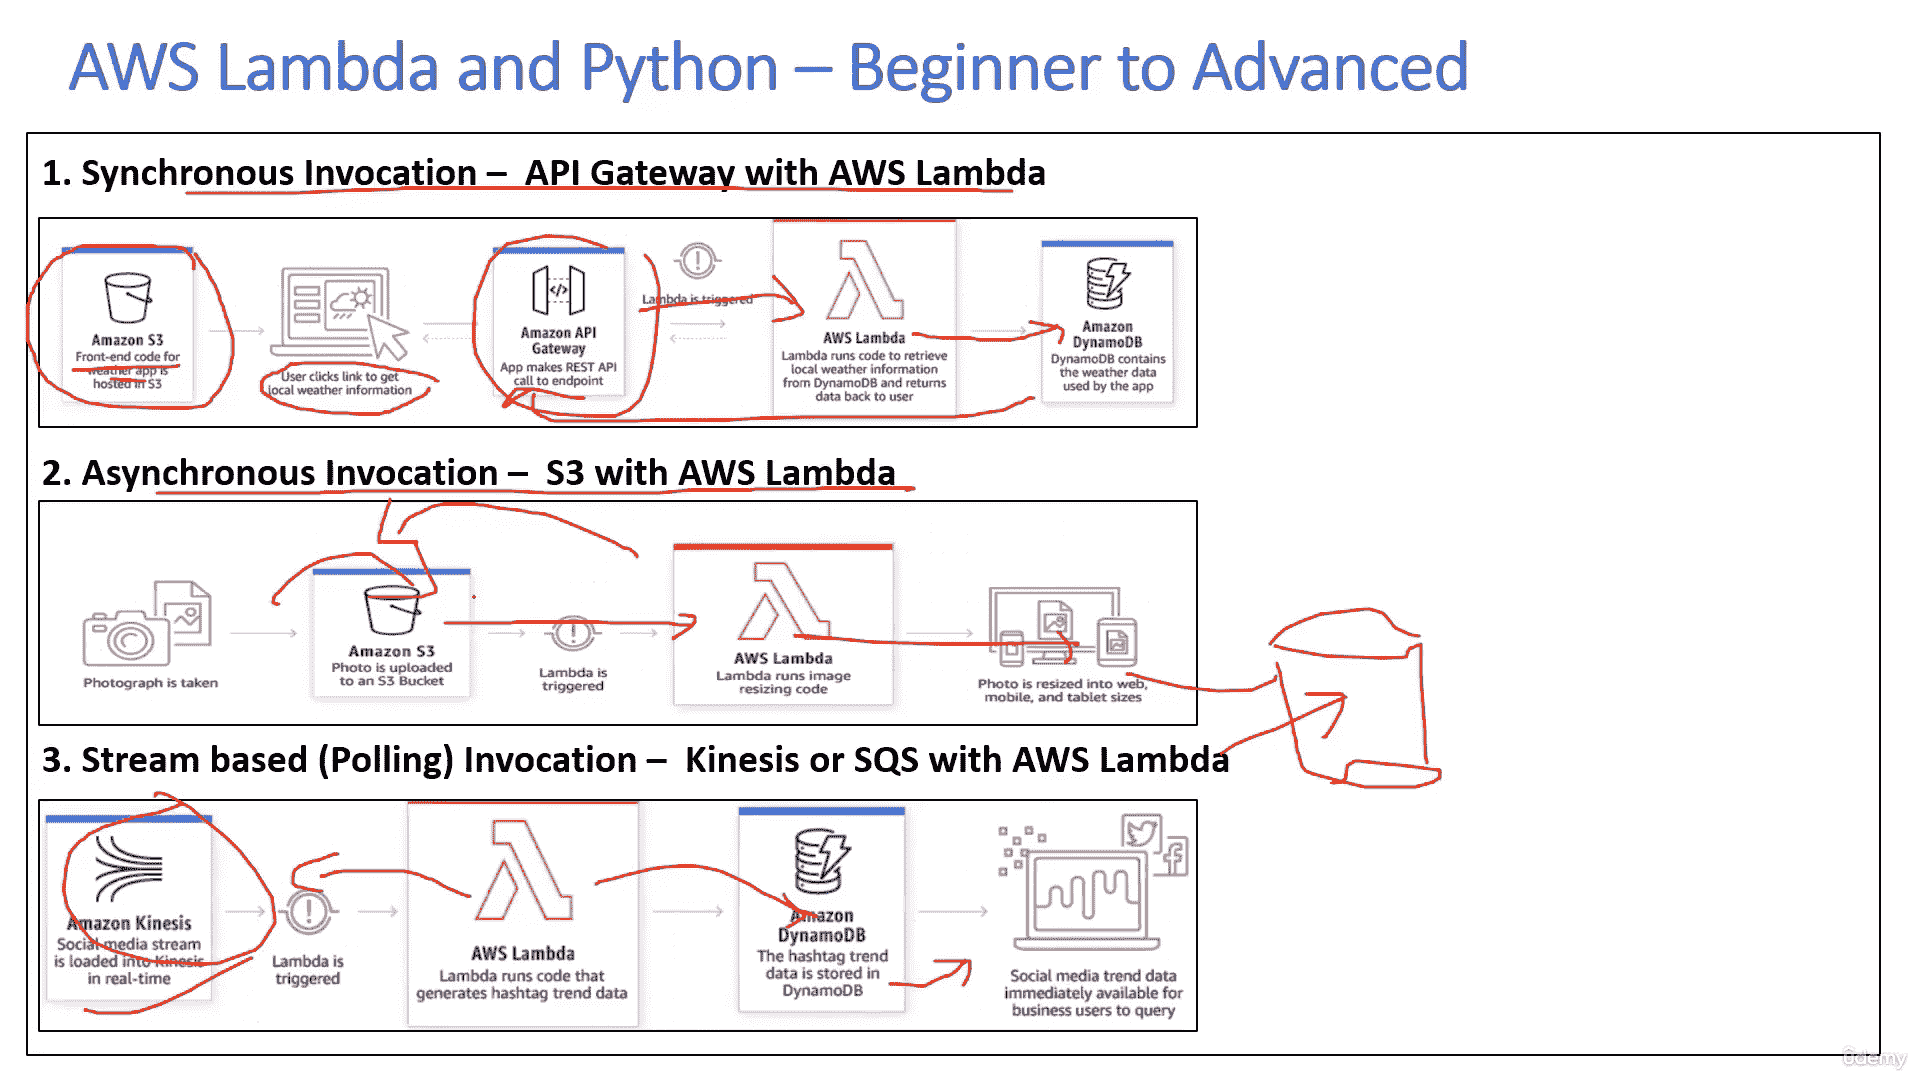 AWS Lambda and Python – Beginner to Advanced
1. Synchronous Invocation – API Gateway with AWS Lambda
Amazon S3
Front-end code for
weather app is
hosted in S3
User clicks link to get
local weather information
Amazon API
Gateway
App makes REST API
call to endpoint
Lambda is triggered
AWS Lambda
Lambda runs code to retrieve
local weather information
from DynamoDB and returns
data back to user
Amazon
DynamoDB
DynamoDB contains
the weather data
used by the app
2. Asynchronous Invocation – S3 with AWS Lambda
Photograph is taken
Amazon S3
Photo is uploaded
to an S3 Bucket
Lambda is
triggered
AWS Lambda
Lambda runs image
resizing code
Photo is resized into web,
mobile, and tablet sizes
3. Stream based (Polling) Invocation – Kinesis or SQS with AWS Lambda
Amazon Kinesis
Social media stream
is loaded into Kinesis
in real-time
Lambda is
triggered
AWS Lambda
Lambda runs code that
generates hashtag trend data
Amazon
DynamoDB
The hashtag trend
data is stored in
DynamoDB
Social media trend data
immediately available for
business users to query
ûdemy